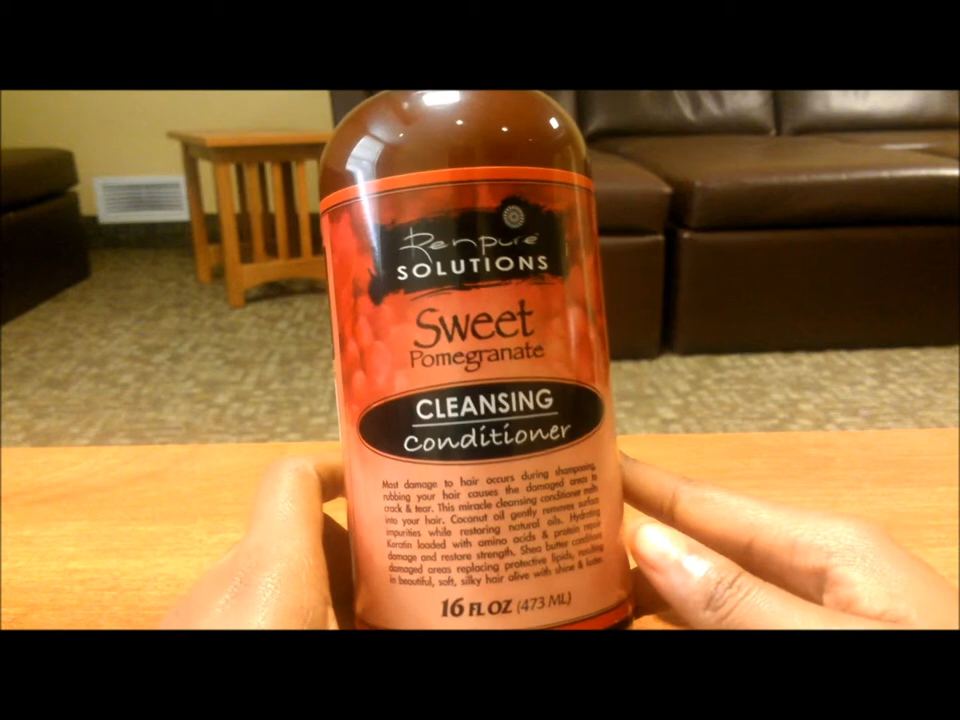 Renpure
SOLUTIONS
Sweet
Pomegranate
CLEANSING
Conditioner
Most damage to hair occurs during shampooing,
rubbing your hair causes the damaged areas to
crack & tear. This miracle cleansing conditioner melts
into your hair. Coconut oil gently removes surface
impurities while restoring natural oils. Hydrating
Keratin loaded with amino acids & protein repair
damage and restore strength. Shea butter conditions
damaged areas replacing protective lipids, resulting
in beautiful, soft, silky hair alive with shine & luster.
16 FL OZ (473 ML)